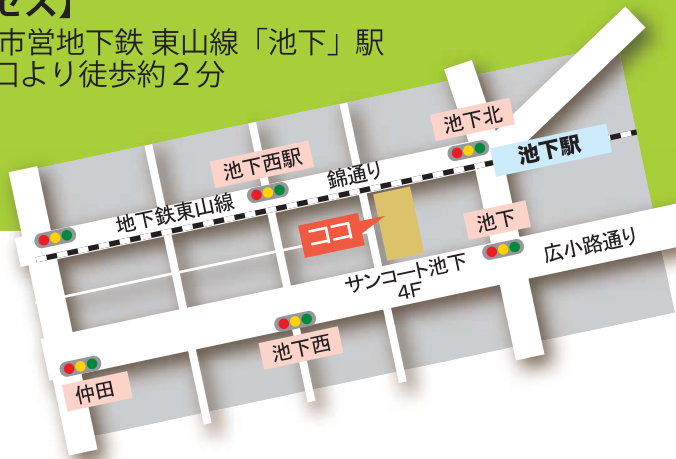 セス】
市営地下鉄 東山線「池下」駅
口より徒歩約２分
池下北
池下駅
池下西駅
錦通り
地下鉄東山線
池下
ココ
広小路通り
サンコート池下
4F
池下西
仲田